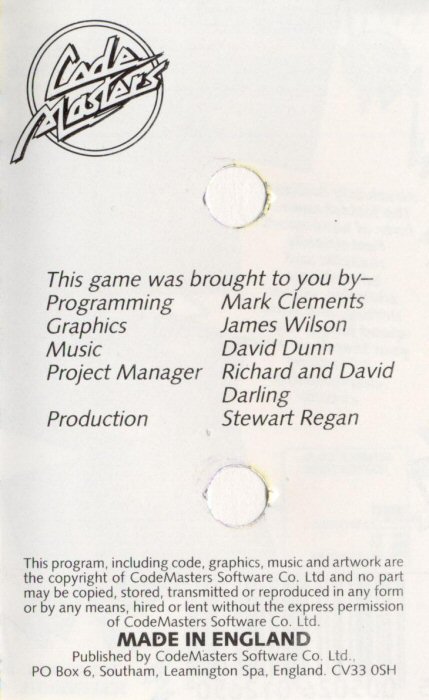 Code
Masters
This game was brought to you by–
Programming Mark Clements
Graphics James Wilson
Music David Dunn
Project Manager Richard and David
Darling
Production Stewart Regan
This program, including code, graphics, music and artwork are
the copyright of CodeMasters Software Co. Ltd and no part
may be copied, stored, transmitted or reproduced in any form
or by any means, hired or lent without the express permission
of CodeMasters Software Co. Ltd.
MADE IN ENGLAND
Published by CodeMasters Software Co. Ltd.,
PO Box 6, Southam, Leamington Spa, England. CV33 0SH